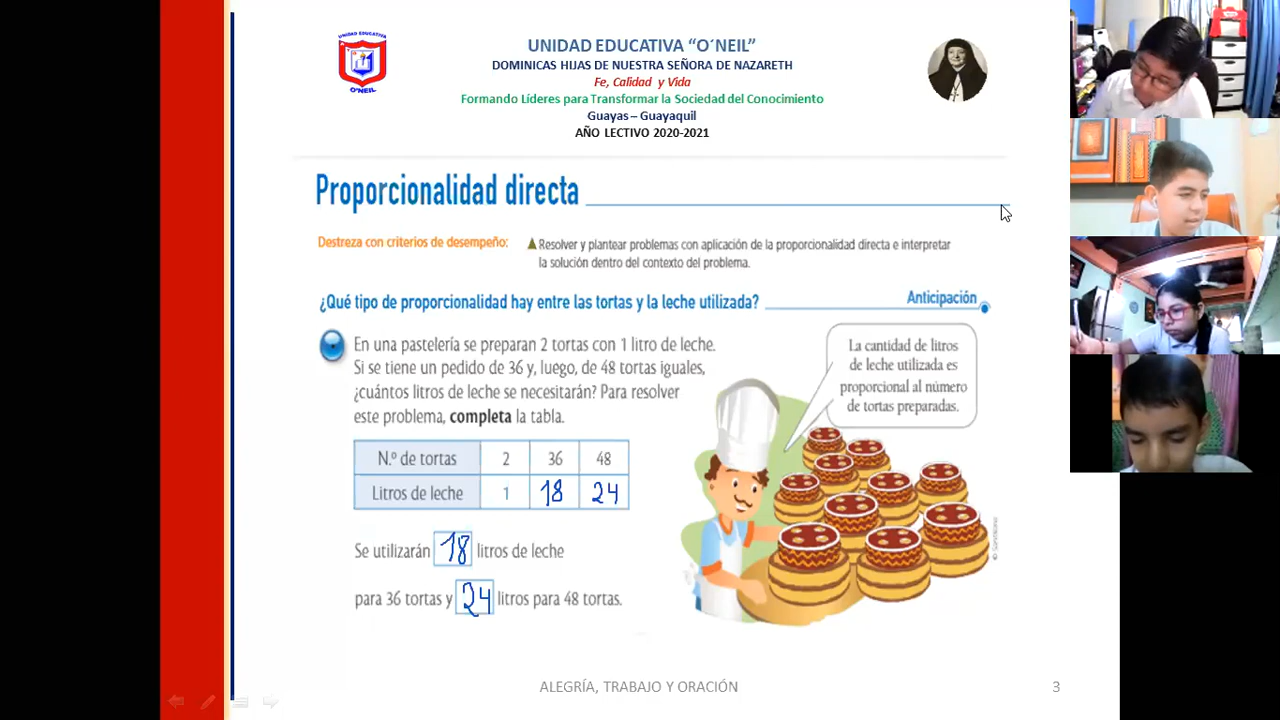 UNIDAD EDUCATIVA
O'NEIL
UNIDAD EDUCATIVA “O´NEIL”
DOMINICAS HIJAS DE NUESTRA SEÑORA DE NAZARETH
Fe, Calidad y Vida
Formando Líderes para Transformar la Sociedad del Conocimiento
Guayas – Guayaquil
AÑO LECTIVO 2020-2021
Proporcionalidad directa
Destreza con criterios de desempeño: Resolver y plantear problemas con aplicación de la proporcionalidad directa e interpretar
la solución dentro del contexto del problema.
¿Qué tipo de proporcionalidad hay entre las tortas y la leche utilizada? Anticipación
En una pastelería se preparan 2 tortas con 1 litro de leche.
Si se tiene un pedido de 36 y, luego, de 48 tortas iguales,
¿cuántos litros de leche se necesitarán? Para resolver
este problema, completa la tabla.
La cantidad de litros
de leche utilizada es
proporcional al número
de tortas preparadas.
N.º de tortas 2 36 48
Litros de leche 1 18 24
Se utilizarán 18 litros de leche
para 36 tortas y 24 litros para 48 tortas.
© Santillana
ALEGRÍA, TRABAJO Y ORACIÓN
3